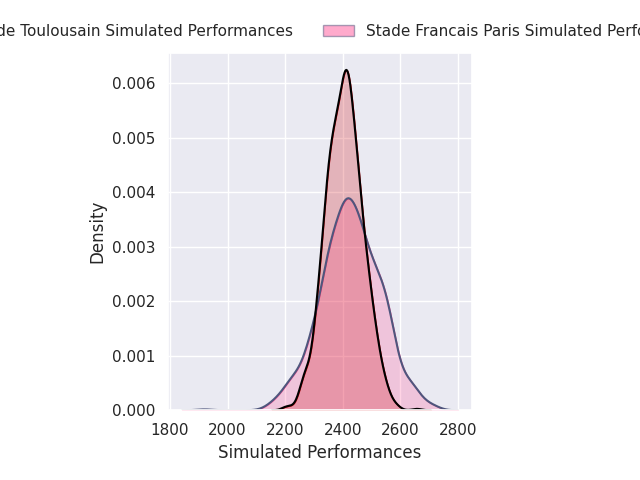 de Toulousain Simulated Performances
Stade Francais Paris Simulated Perfo
0.006
0.005
0.004
0.003
0.002
0.001
0.000
Density
1800 2000 2200 2400 2600 2800
Simulated Performances